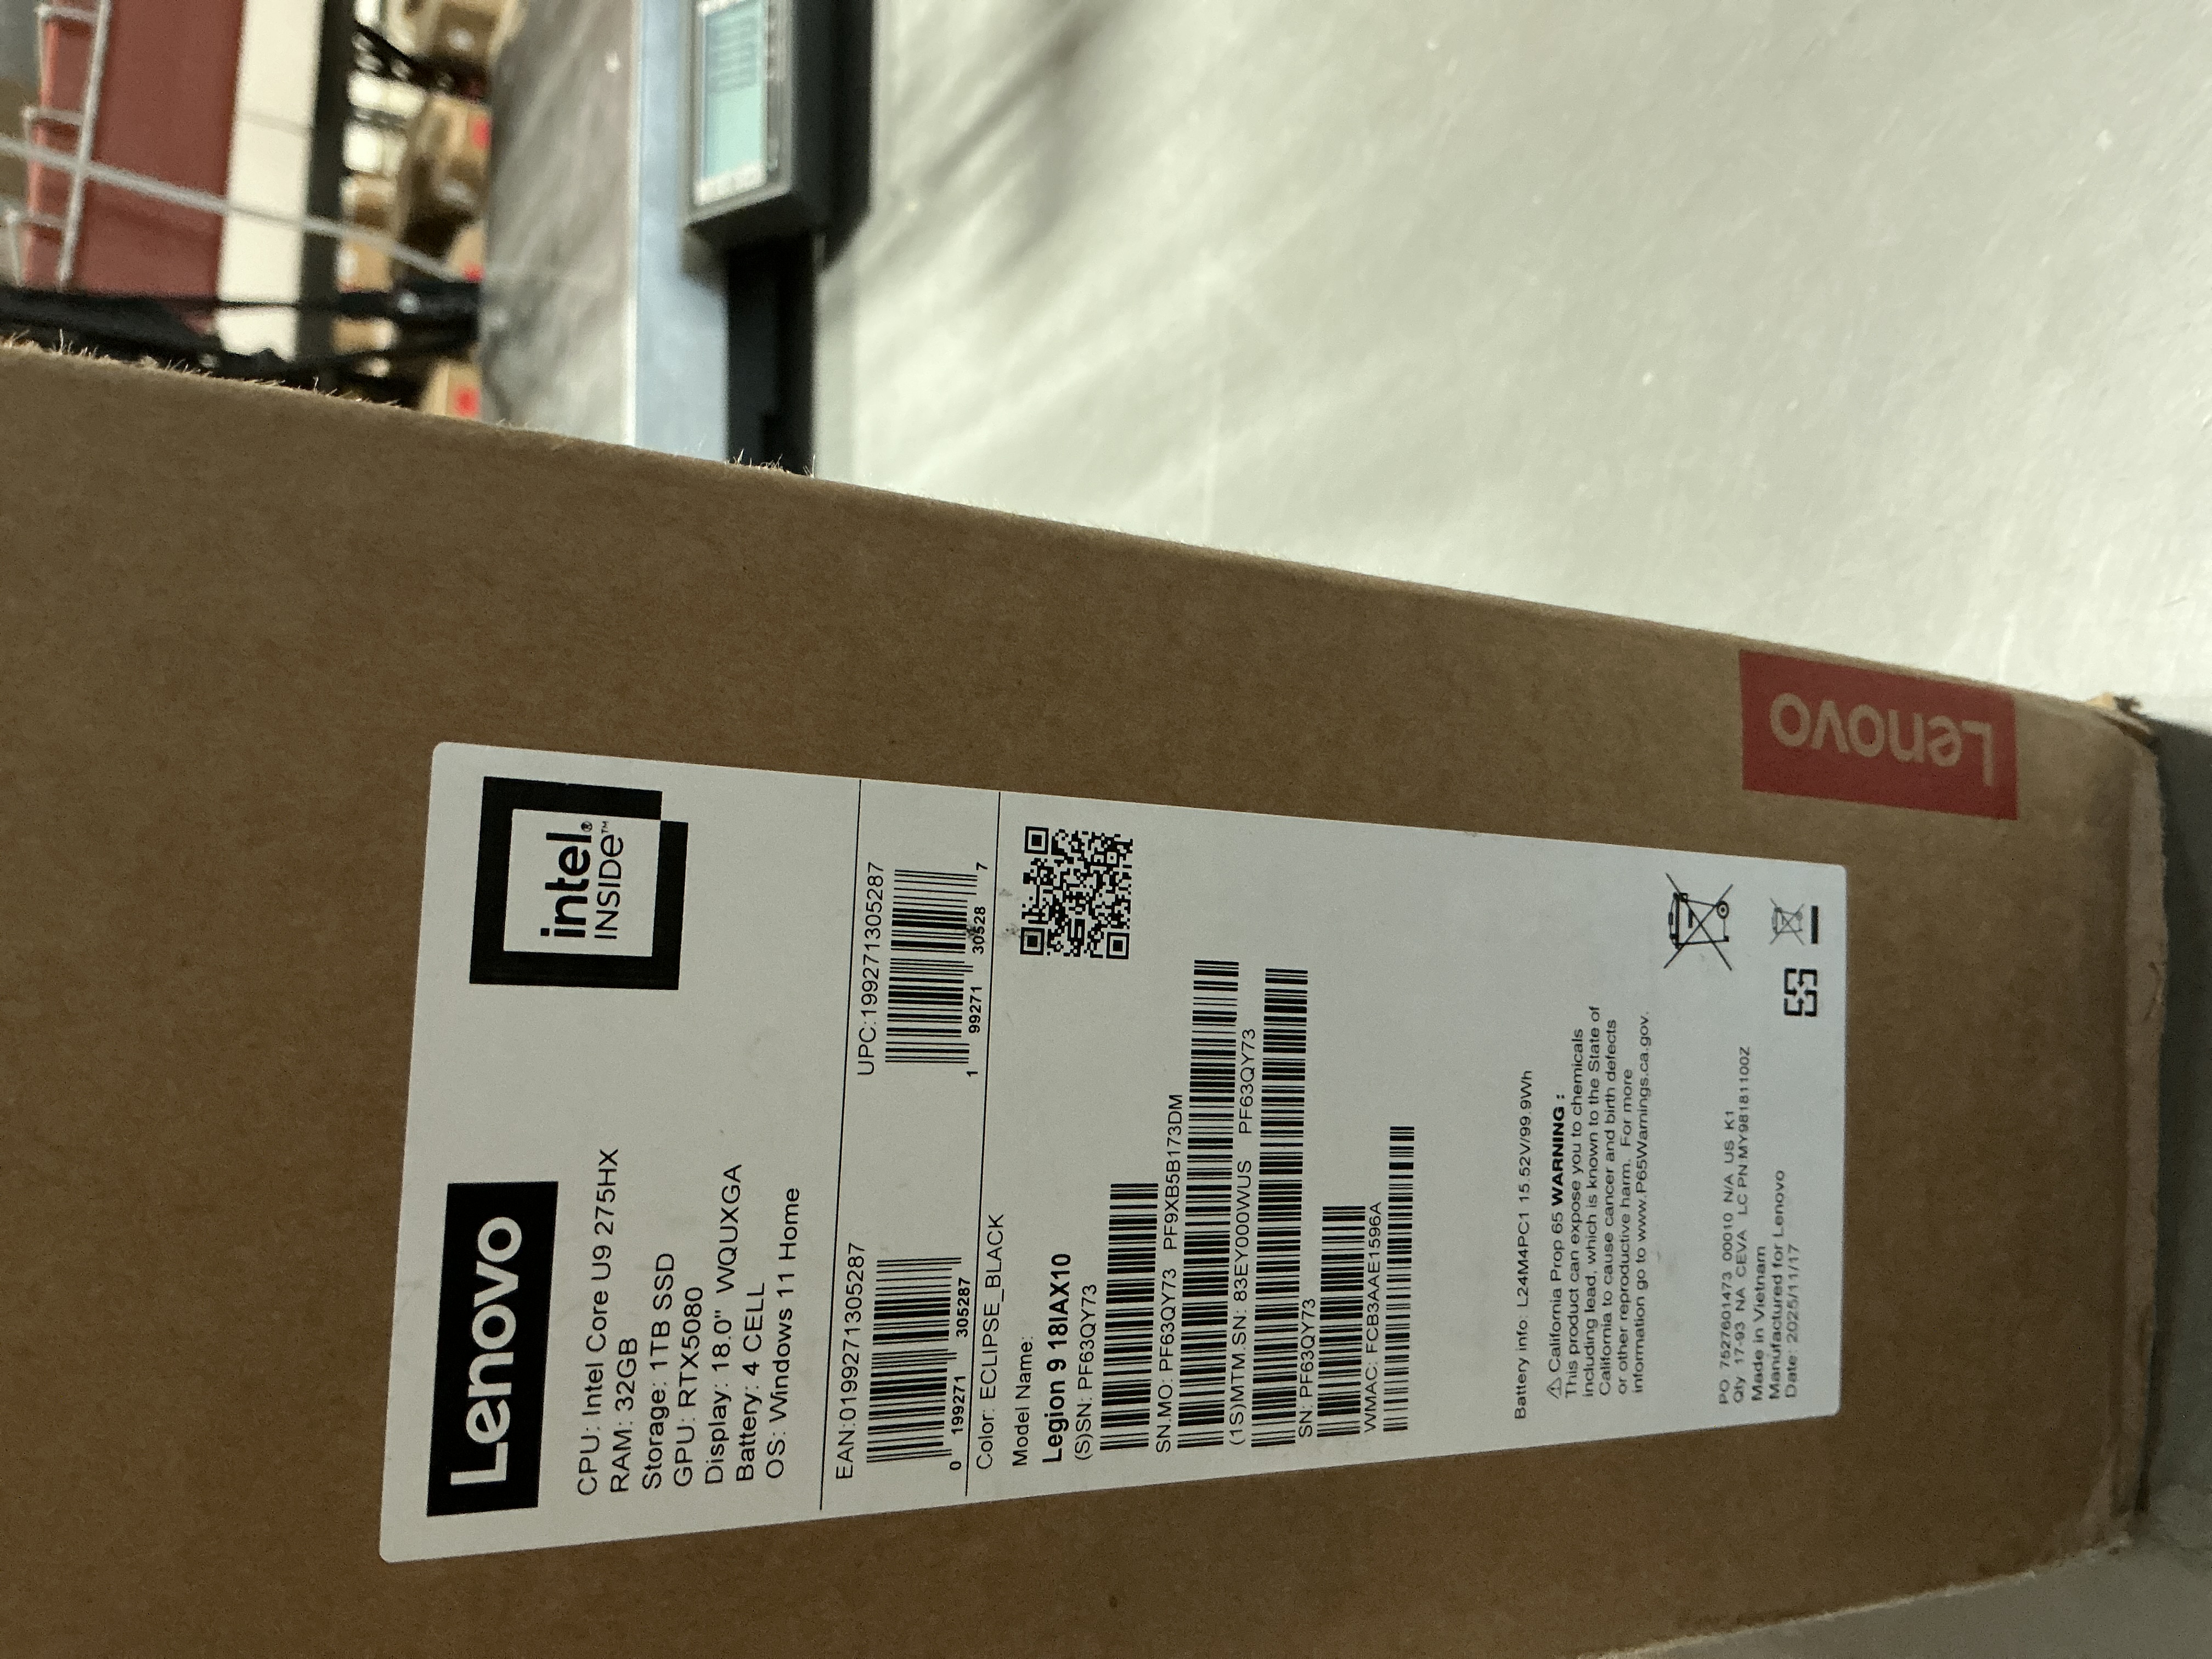 Lenovo
intel®
INSIDE™
CPU: Intel Core U9 275HX
RAM: 32GB
Storage: 1TB SSD
GPU: RTX5080
Display: 18.0" WQUXGA
Battery: 4 CELL
OS: Windows 11 Home
EAN:0199271305287
UPC:199271305287
0 199271 305287
1 99271 30528 7
Color: ECLIPSE_BLACK
Model Name:
Legion 9 18IAX10
(S)SN: PF63QY73
SN.MO: PF63QY73 PF9XB5B173DM
(1S)MTM.SN: 83EY000WUS PF63QY73
SN: PF63QY73
WMAC: FCB3AAE1596A
Battery info: L24M4PC1 15.52V/99.9Wh
⚠ California Prop 65 WARNING :
This product can expose you to chemicals
including lead, which is known to the State of
California to cause cancer and birth defects
or other reproductive harm. For more
information go to www.P65Warnings.ca.gov.
PO 7527601473 00010 N/A US K1
Qty 17-93 NA CEVA LC PN MY98181100Z
Made in Vietnam
Manufactured for Lenovo
Date: 2025/11/17
Lenovo